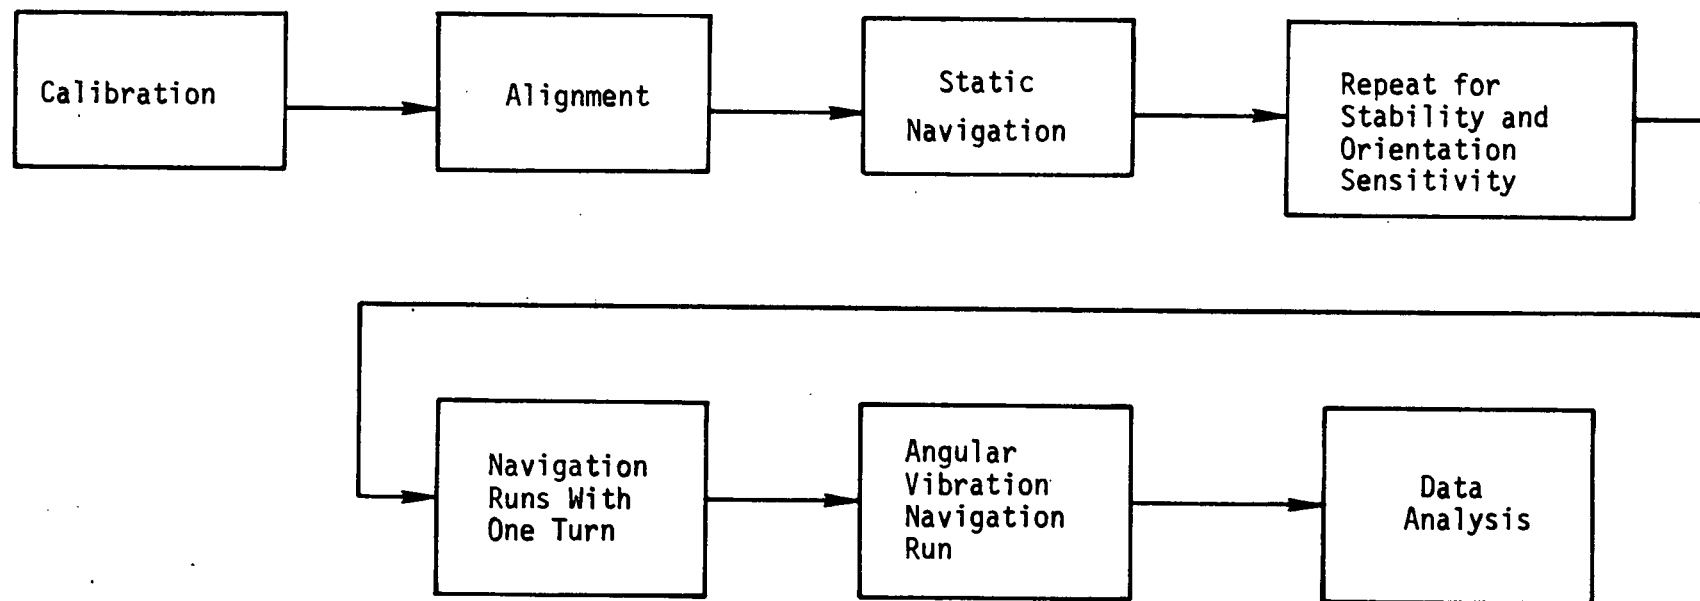 Calibration
Alignment
Static
Navigation
Repeat for
Stability and
Orientation
Sensitivity
Navigation
Runs With
One Turn
Angular
Vibration
Navigation
Run
Data
Analysis